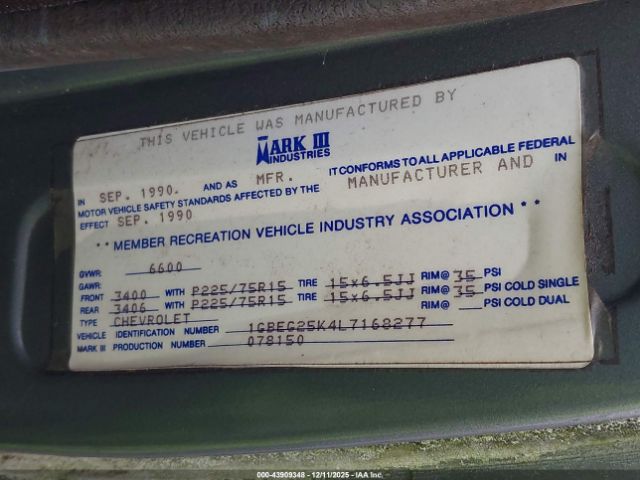 THIS VEHICLE WAS MANUFACTURED BY
MARK III
INDUSTRIES
IN SEP. 1990. AND AS MFR. IT CONFORMS TO ALL APPLICABLE FEDERAL
MOTOR VEHICLE SAFETY STANDARDS AFFECTED BY THE MANUFACTURER AND IN
EFFECT SEP. 1990
** MEMBER RECREATION VEHICLE INDUSTRY ASSOCIATION **
GVWR: 6600
GAWR:
FRONT 3400 WITH P225/75R15 TIRE 15x6.5JJ RIM@ 35 PSI
REAR 3406 WITH P225/75R15 TIRE 15x6.5JJ RIM@ 35 PSI COLD SINGLE
TYPE CHEVROLET PSI COLD DUAL
VEHICLE IDENTIFICATION NUMBER 1GBEG25K4L7168277
MARK III PRODUCTION NUMBER 078150
000-43909348 - 12/11/2025 - IAA Inc.